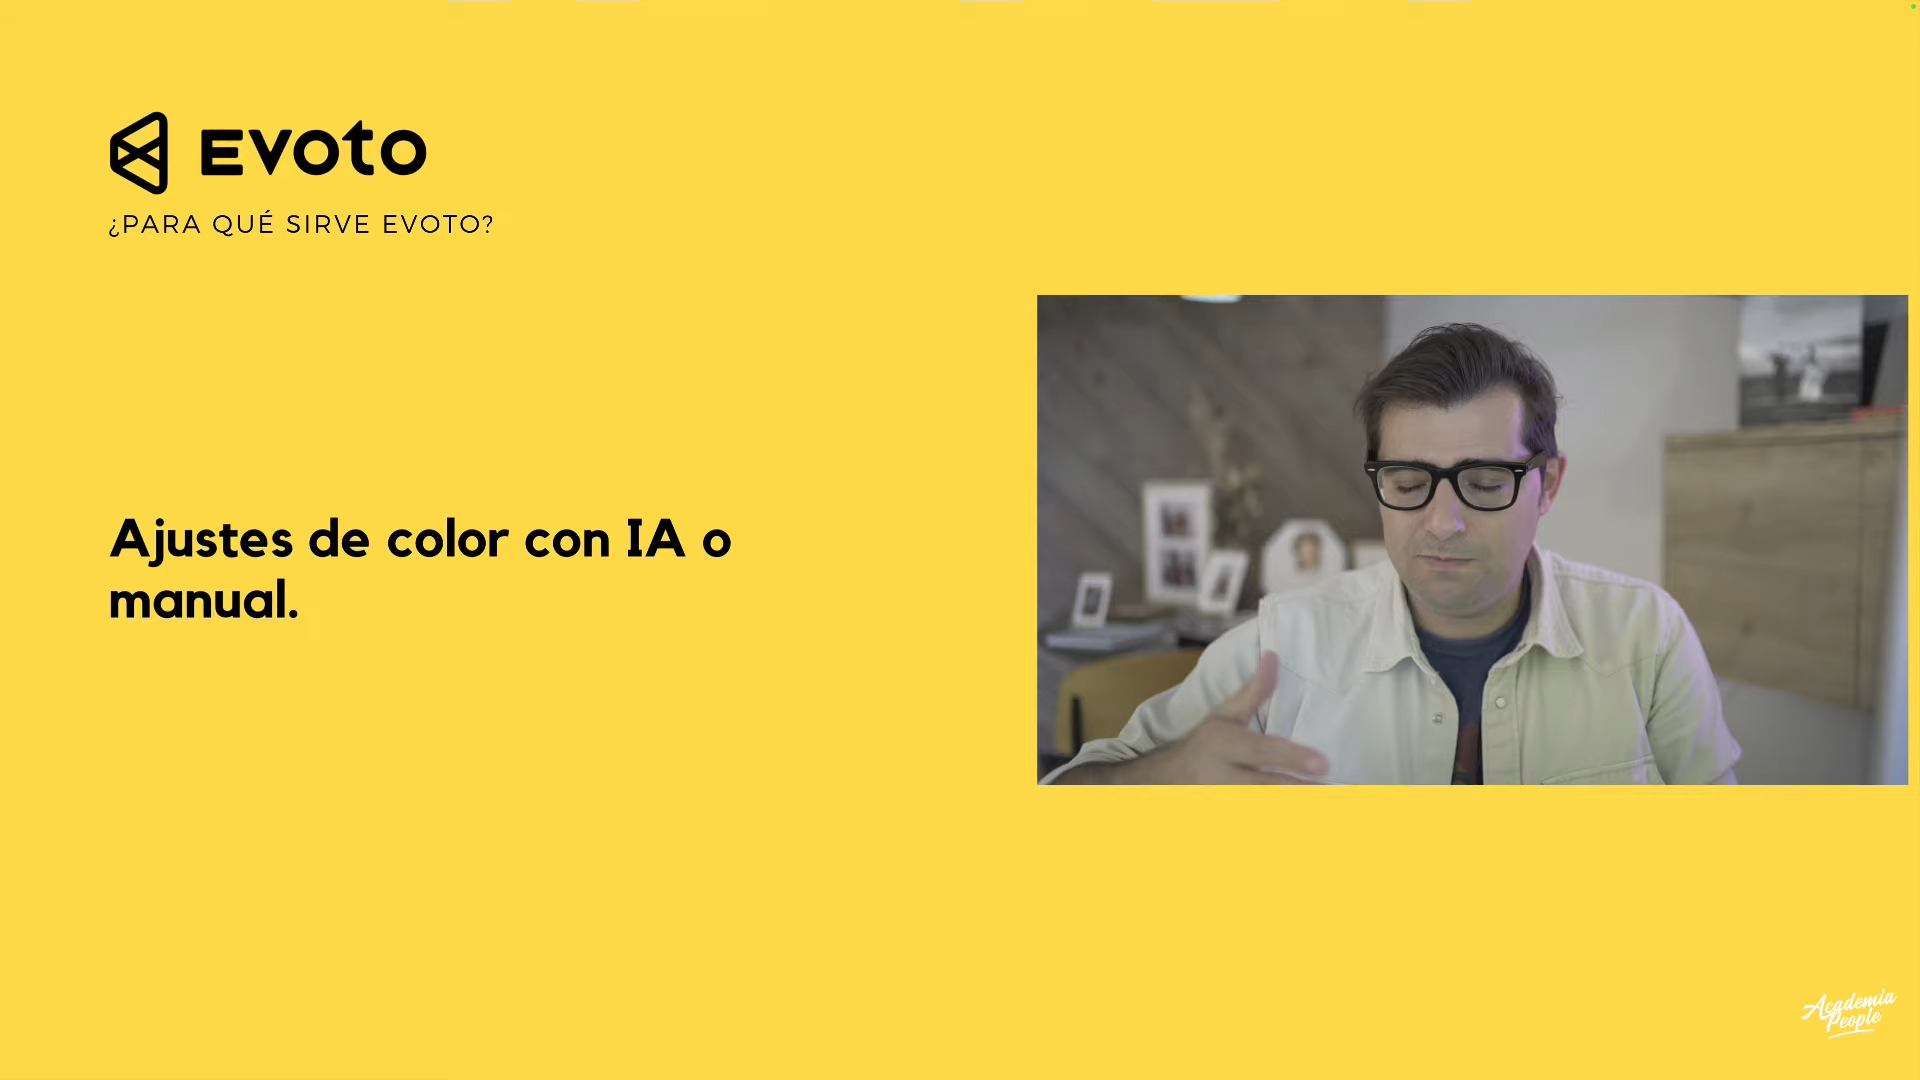 EVOTO
¿PARA QUÉ SIRVE EVOTO?
Ajustes de color con IA o
manual.
Academia
People